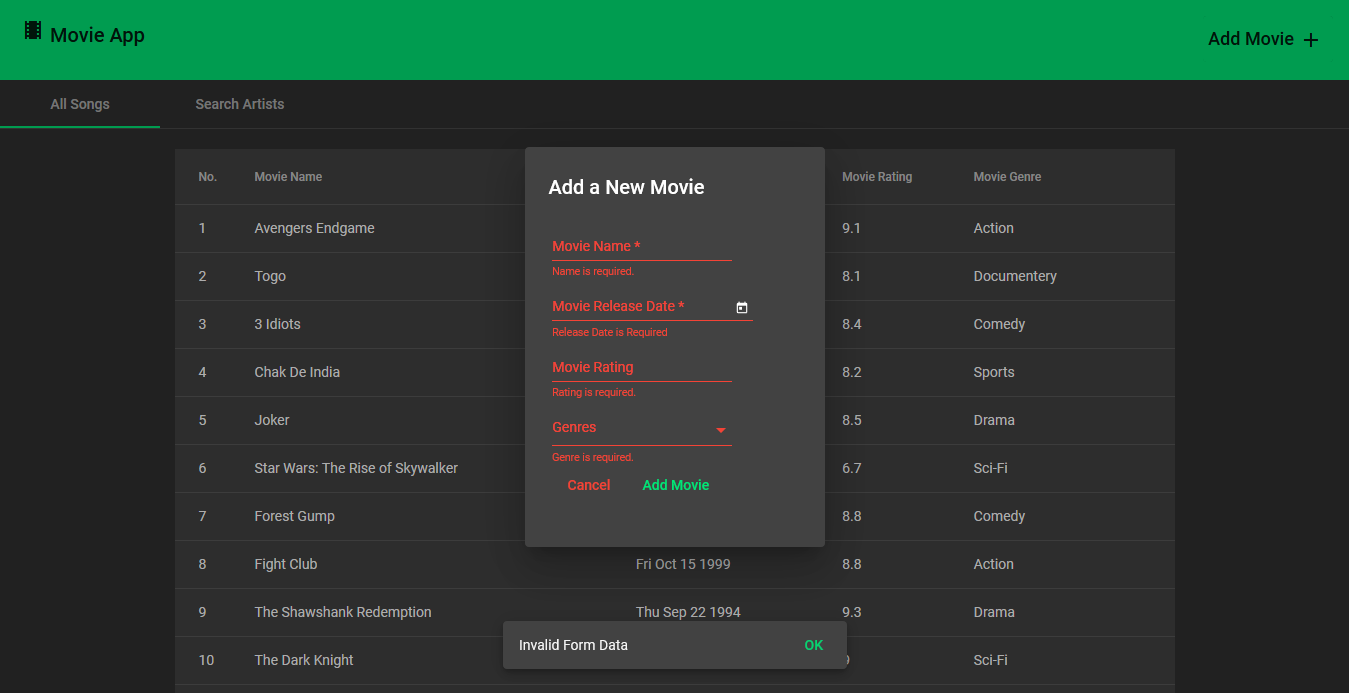 Movie App
Add Movie +
All Songs Search Artists
No. Movie Name Movie Rating Movie Genre
1 Avengers Endgame 9.1 Action
2 Togo 8.1 Documentery
3 3 Idiots 8.4 Comedy
4 Chak De India 8.2 Sports
5 Joker 8.5 Drama
6 Star Wars: The Rise of Skywalker 6.7 Sci-Fi
7 Forest Gump 8.8 Comedy
8 Fight Club Fri Oct 15 1999 8.8 Action
9 The Shawshank Redemption Thu Sep 22 1994 9.3 Drama
10 The Dark Knight Sci-Fi
Add a New Movie
Movie Name *
Name is required.
Movie Release Date *
Release Date is Required
Movie Rating
Rating is required.
Genres
Genre is required.
Cancel Add Movie
Invalid Form Data OK